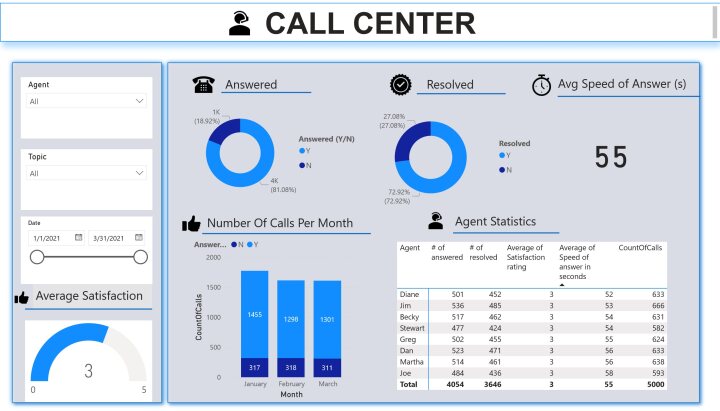 CALL CENTER
Agent
All
Topic
All
Date
1/1/2021 3/31/2021
Average Satisfaction
3
0 5
Answered
1K
(18.92%)
4K
(81.08%)
Answered (Y/N)
Y
N
Resolved
27.08%
(27.08%)
72.92%
(72.92%)
Resolved
Y
N
Avg Speed of Answer (s)
55
Number Of Calls Per Month
Answer... N Y
CountOfCalls
2000
1500
1000
500
0
1455 1298 1301
317 318 311
January February March
Month
Agent Statistics
Agent # of answered # of resolved Average of Satisfaction rating Average of Speed of answer in seconds CountOfCalls
Diane 501 452 3 52 633
Jim 536 485 3 53 666
Becky 517 462 3 54 631
Stewart 477 424 3 54 582
Greg 502 455 3 55 624
Dan 523 471 3 56 633
Martha 514 461 3 56 638
Joe 484 436 3 58 593
Total 4054 3646 3 55 5000